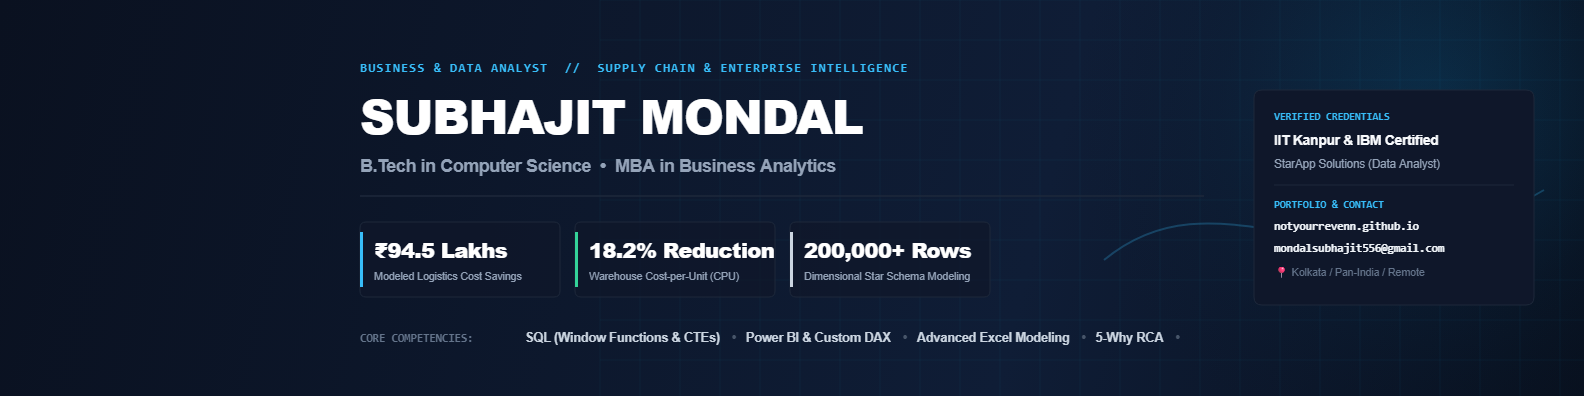 BUSINESS & DATA ANALYST // SUPPLY CHAIN & ENTERPRISE INTELLIGENCE
SUBHAJIT MONDAL
B.Tech in Computer Science • MBA in Business Analytics
₹94.5 Lakhs
Modeled Logistics Cost Savings
18.2% Reduction
Warehouse Cost-per-Unit (CPU)
200,000+ Rows
Dimensional Star Schema Modeling
CORE COMPETENCIES: SQL (Window Functions & CTEs) • Power BI & Custom DAX • Advanced Excel Modeling • 5-Why RCA •
VERIFIED CREDENTIALS
IIT Kanpur & IBM Certified
StarApp Solutions (Data Analyst)
PORTFOLIO & CONTACT
notyourrevenn.github.io
mondalsubhajit556@gmail.com
📍 Kolkata / Pan-India / Remote